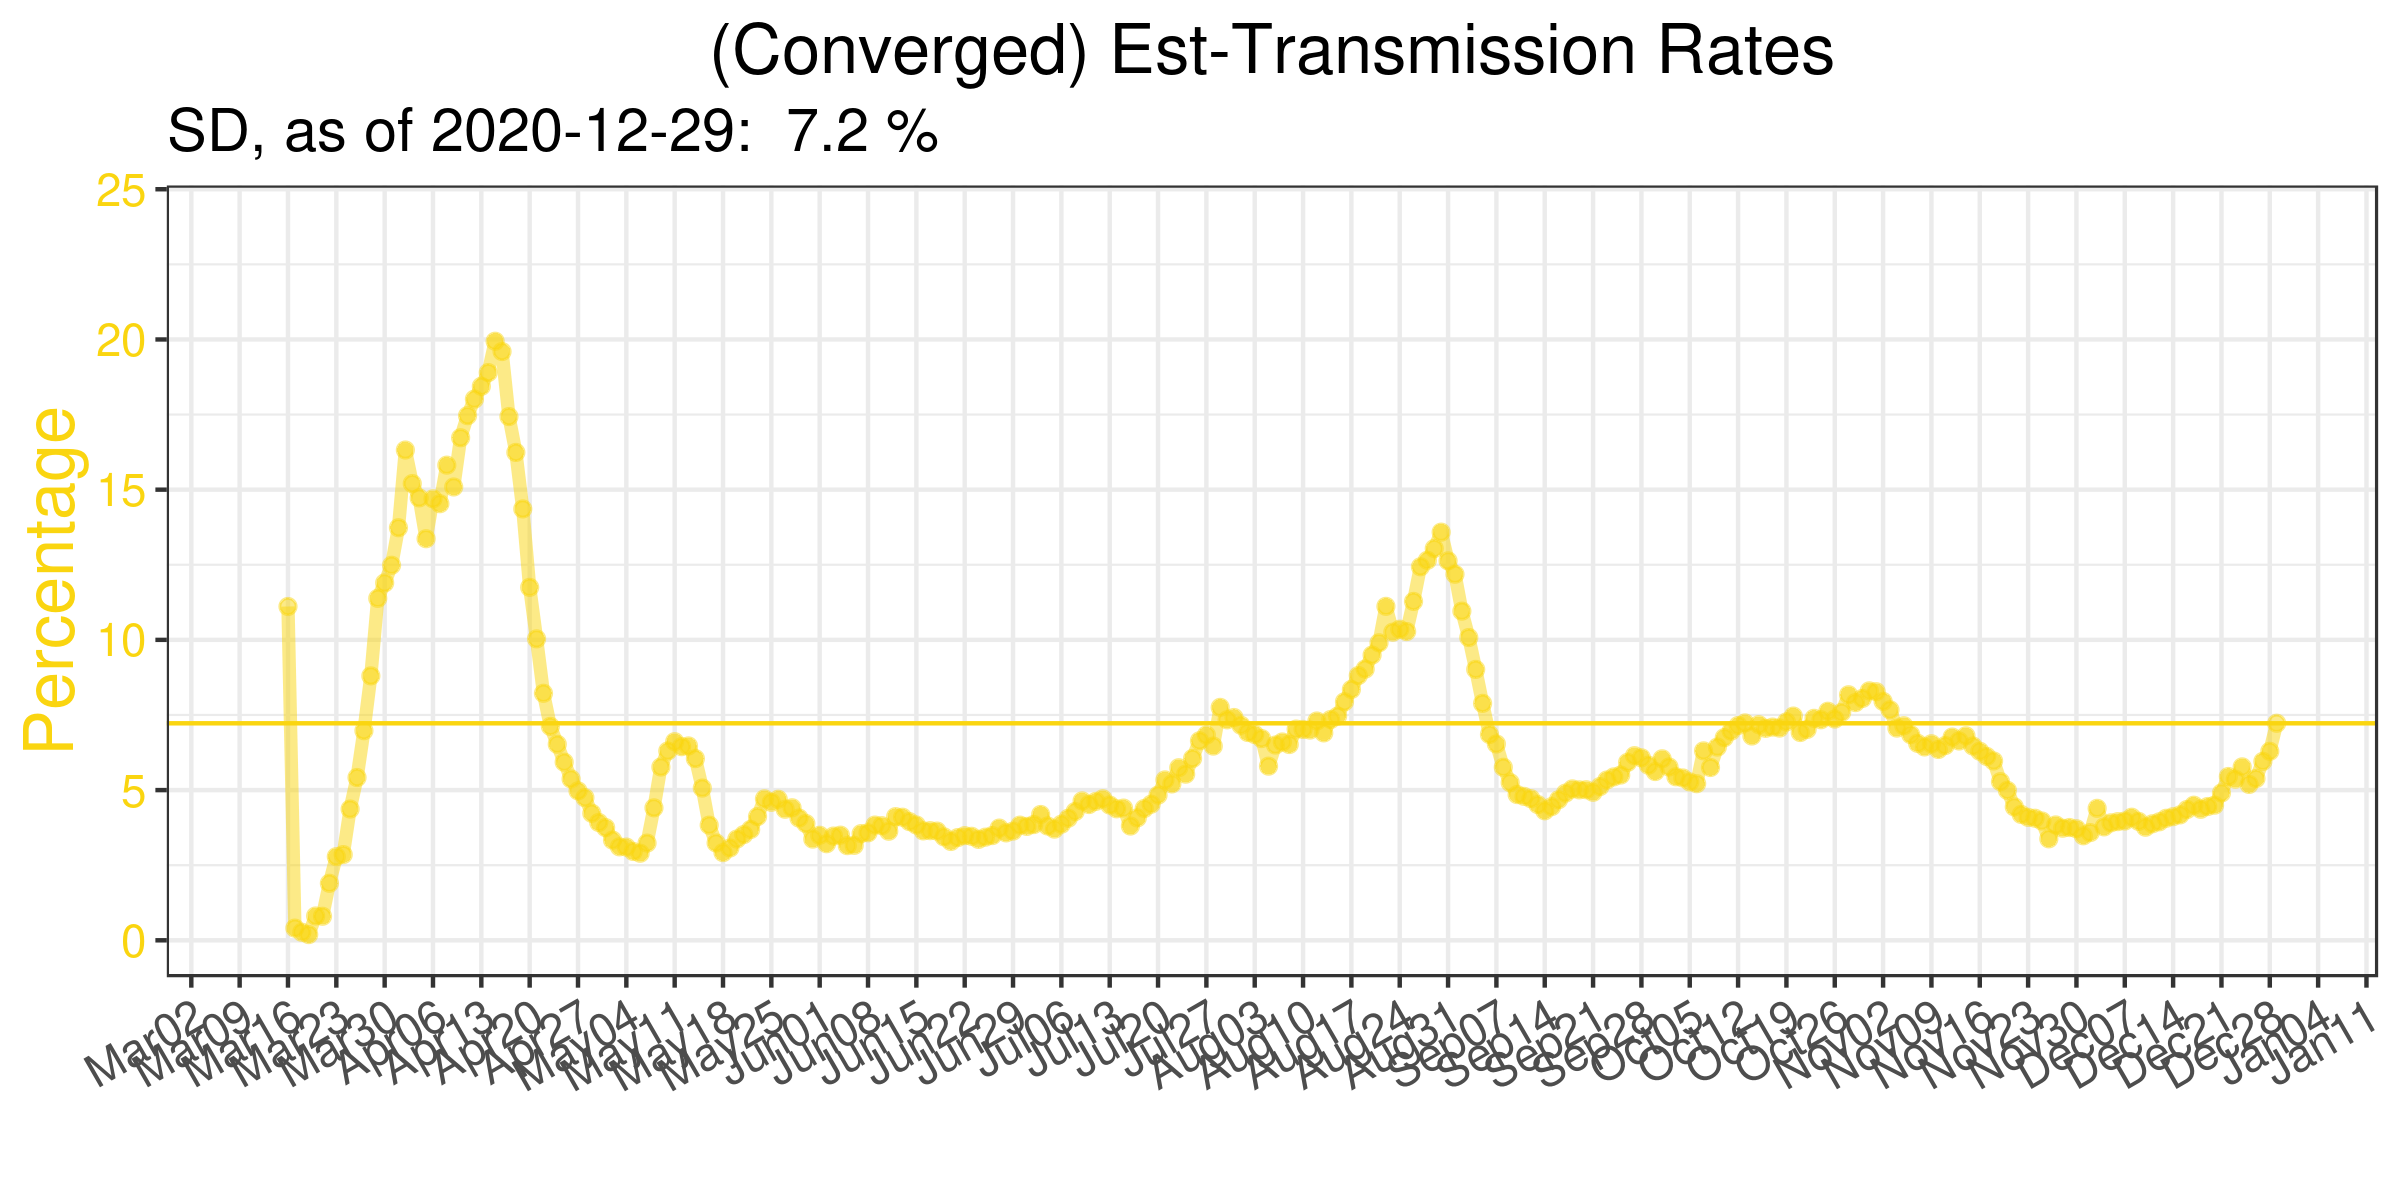 (Converged) Est-Transmission Rates
SD, as of 2020-12-29: 7.2 %
Percentage
25
20
15
10
5
0
Mar02
Mar09
Mar16
Mar23
Mar30
Apr06
Apr13
Apr20
Apr27
May04
May11
May18
May25
Jun01
Jun08
Jun15
Jun22
Jun29
Jul06
Jul13
Jul20
Jul27
Aug03
Aug10
Aug17
Aug24
Aug31
Sep07
Sep14
Sep21
Sep28
Oct05
Oct12
Oct19
Oct26
Nov02
Nov09
Nov16
Nov23
Nov30
Dec07
Dec14
Dec21
Dec28
Jan04
Jan11